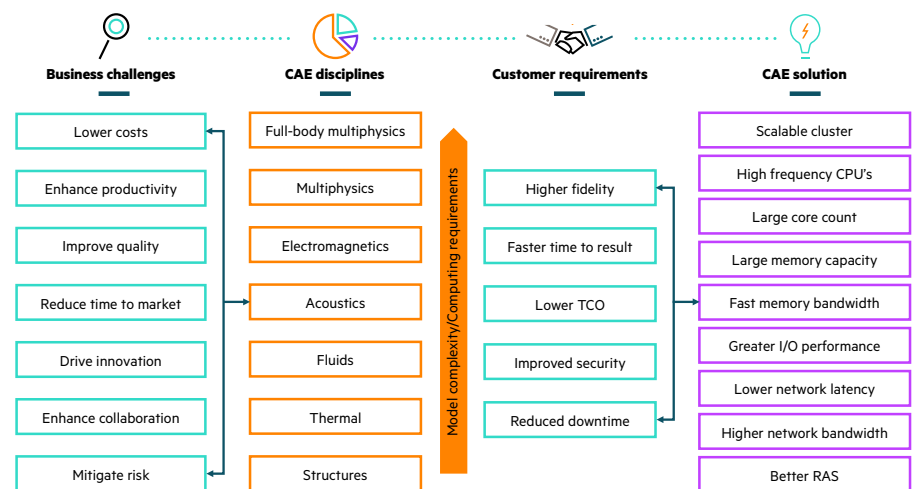 Business challenges
CAE disciplines
Customer requirements
CAE solution
Lower costs
Enhance productivity
Improve quality
Reduce time to market
Drive innovation
Enhance collaboration
Mitigate risk
Full-body multiphysics
Multiphysics
Electromagnetics
Acoustics
Fluids
Thermal
Structures
Model complexity/Computing requirements
Higher fidelity
Faster time to result
Lower TCO
Improved security
Reduced downtime
Scalable cluster
High frequency CPU's
Large core count
Large memory capacity
Fast memory bandwidth
Greater I/O performance
Lower network latency
Higher network bandwidth
Better RAS